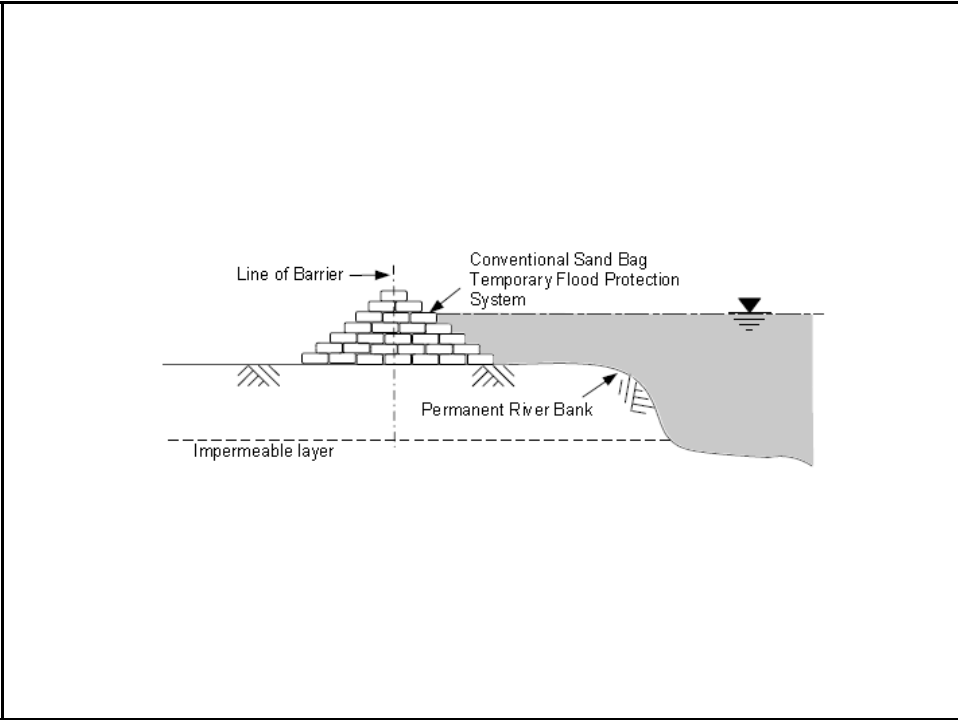 Line of Barrier
Conventional Sand Bag
Temporary Flood Protection
System
Permanent River Bank
Impermeable layer